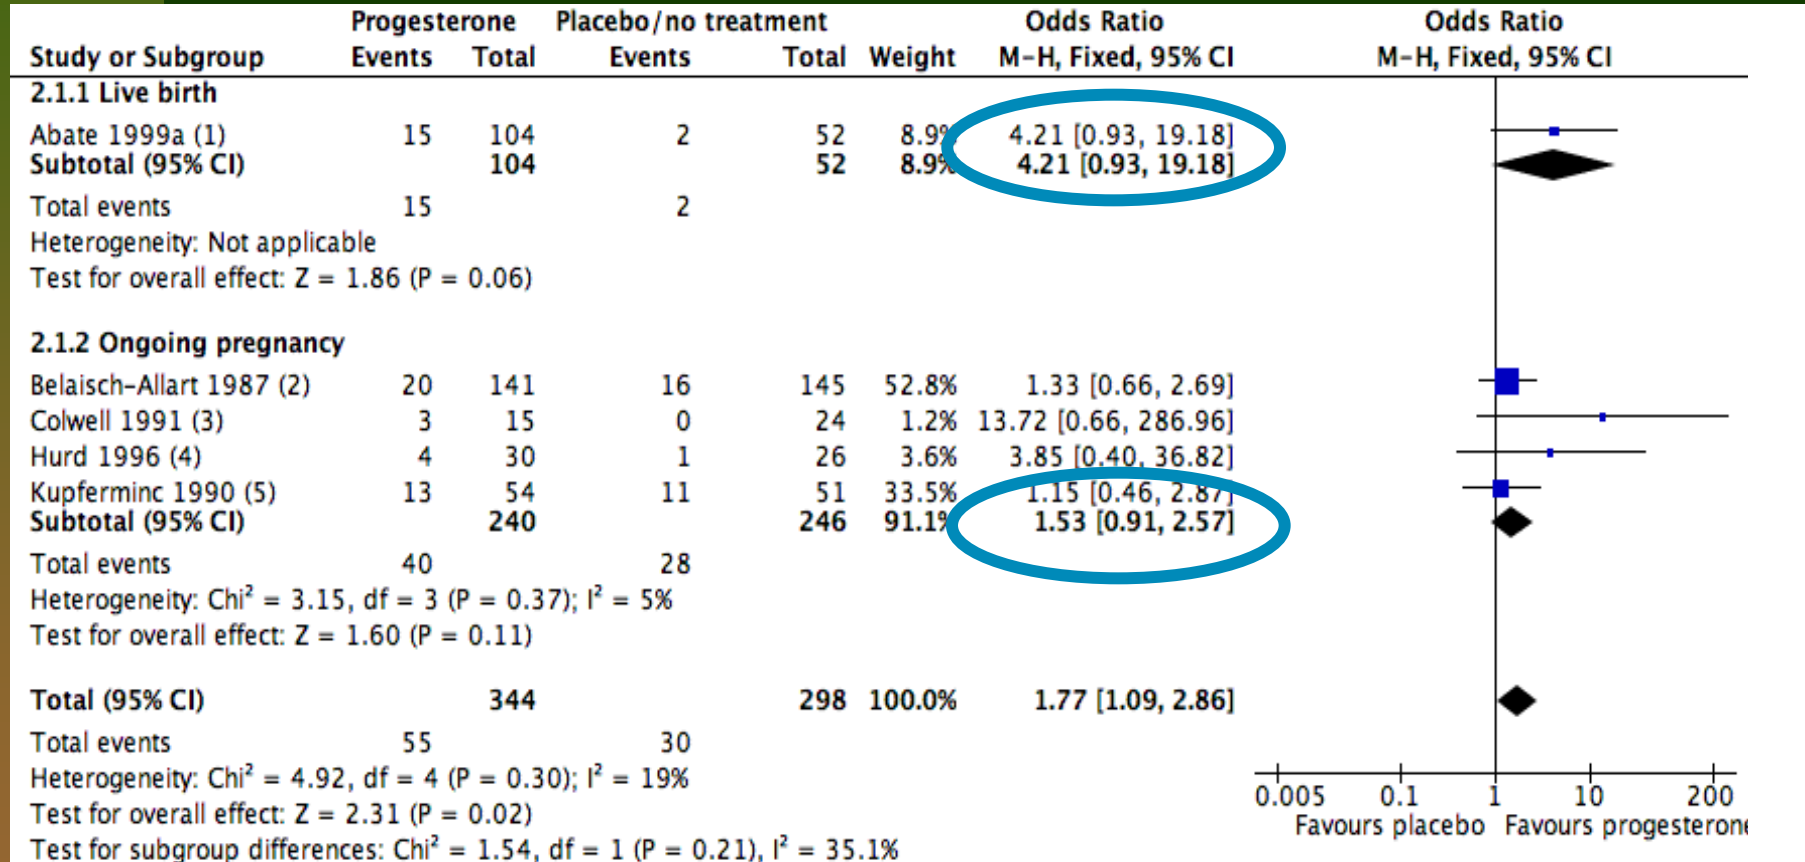 Progesterone Placebo/no treatment Odds Ratio Odds Ratio
Study or Subgroup Events Total Events Total Weight M-H, Fixed, 95% CI M-H, Fixed, 95% CI
2.1.1 Live birth
Abate 1999a (1) 15 104 2 52 8.9% 4.21 [0.93, 19.18]
Subtotal (95% CI) 104 52 8.9% 4.21 [0.93, 19.18]
Total events 15 2
Heterogeneity: Not applicable
Test for overall effect: Z = 1.86 (P = 0.06)
2.1.2 Ongoing pregnancy
Belaisch-Allart 1987 (2) 20 141 16 145 52.8% 1.33 [0.66, 2.69]
Colwell 1991 (3) 3 15 0 24 1.2% 13.72 [0.66, 286.96]
Hurd 1996 (4) 4 30 1 26 3.6% 3.85 [0.40, 36.82]
Kupferminc 1990 (5) 13 54 11 51 33.5% 1.15 [0.46, 2.87]
Subtotal (95% CI) 240 246 91.1% 1.53 [0.91, 2.57]
Total events 40 28
Heterogeneity: Chi² = 3.15, df = 3 (P = 0.37); I² = 5%
Test for overall effect: Z = 1.60 (P = 0.11)
Total (95% CI) 344 298 100.0% 1.77 [1.09, 2.86]
Total events 55 30
Heterogeneity: Chi² = 4.92, df = 4 (P = 0.30); I² = 19%
Test for overall effect: Z = 2.31 (P = 0.02)
Test for subgroup differences: Chi² = 1.54, df = 1 (P = 0.21), I² = 35.1%
0.005 0.1 1 10 200
Favours placebo Favours progesterone